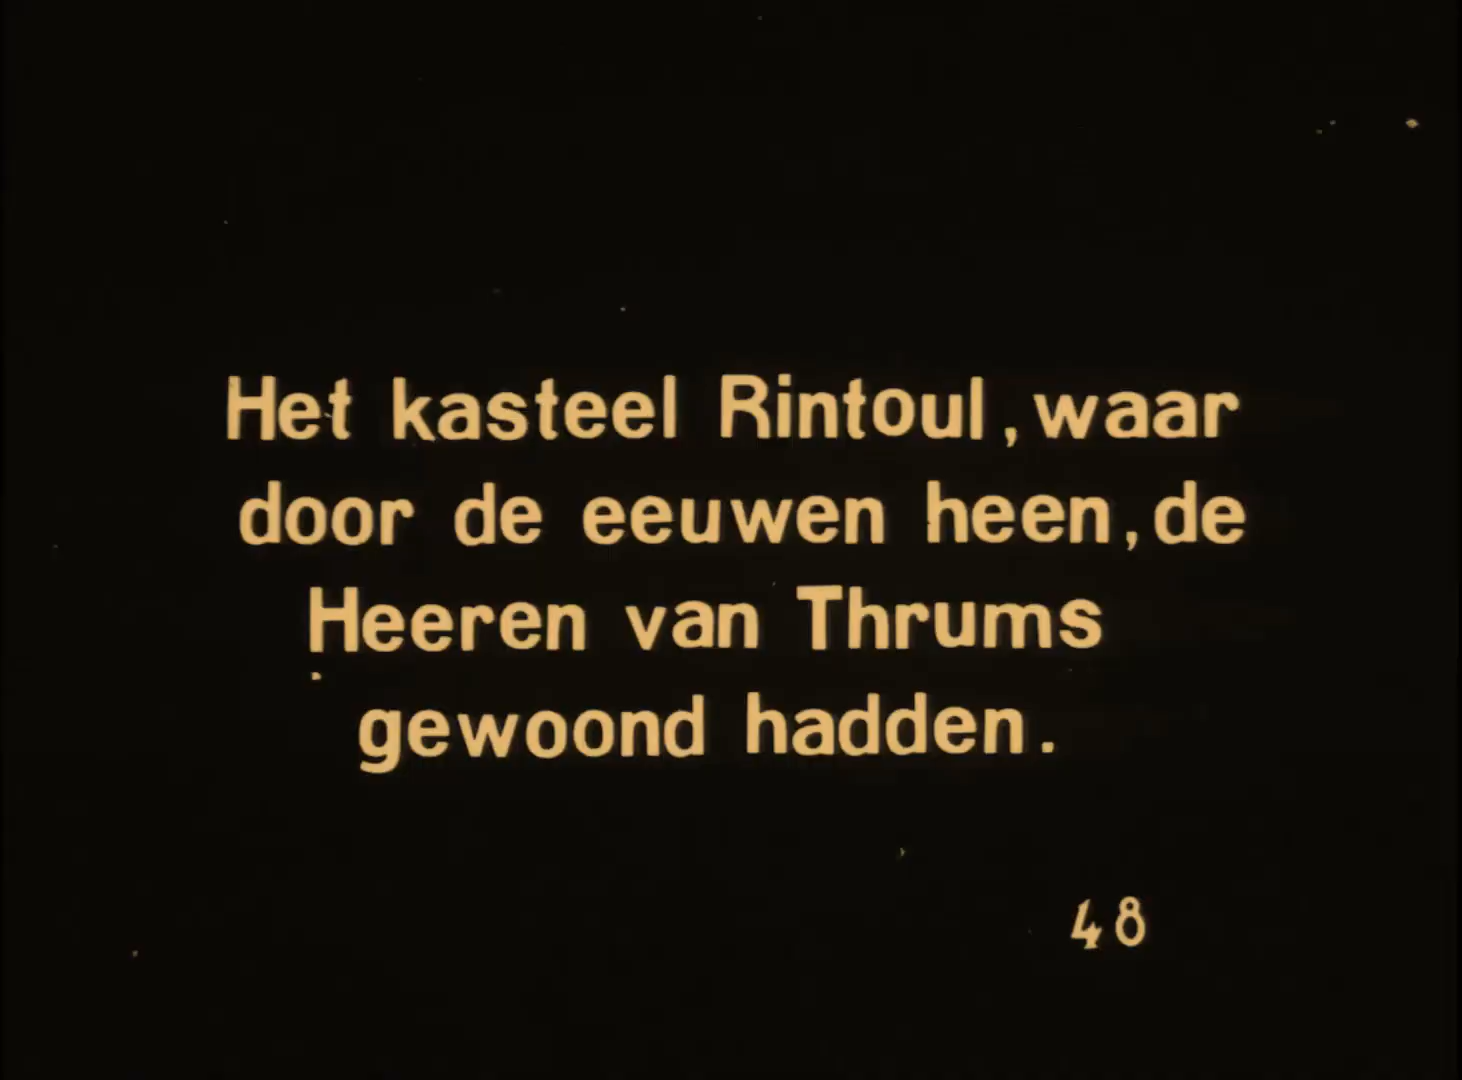 Het kasteel Rintoul, waar
door de eeuwen heen, de
Heeren van Thrums
gewoond hadden.
48